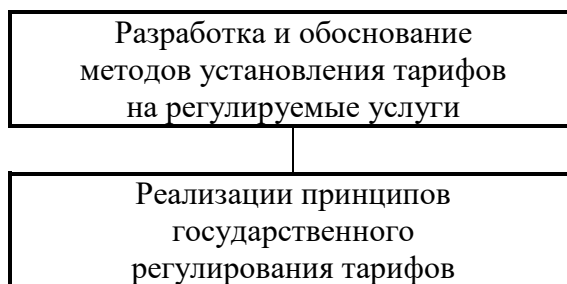 Разработка и обоснование
методов установления тарифов
на регулируемые услуги
Реализации принципов
государственного
регулирования тарифов